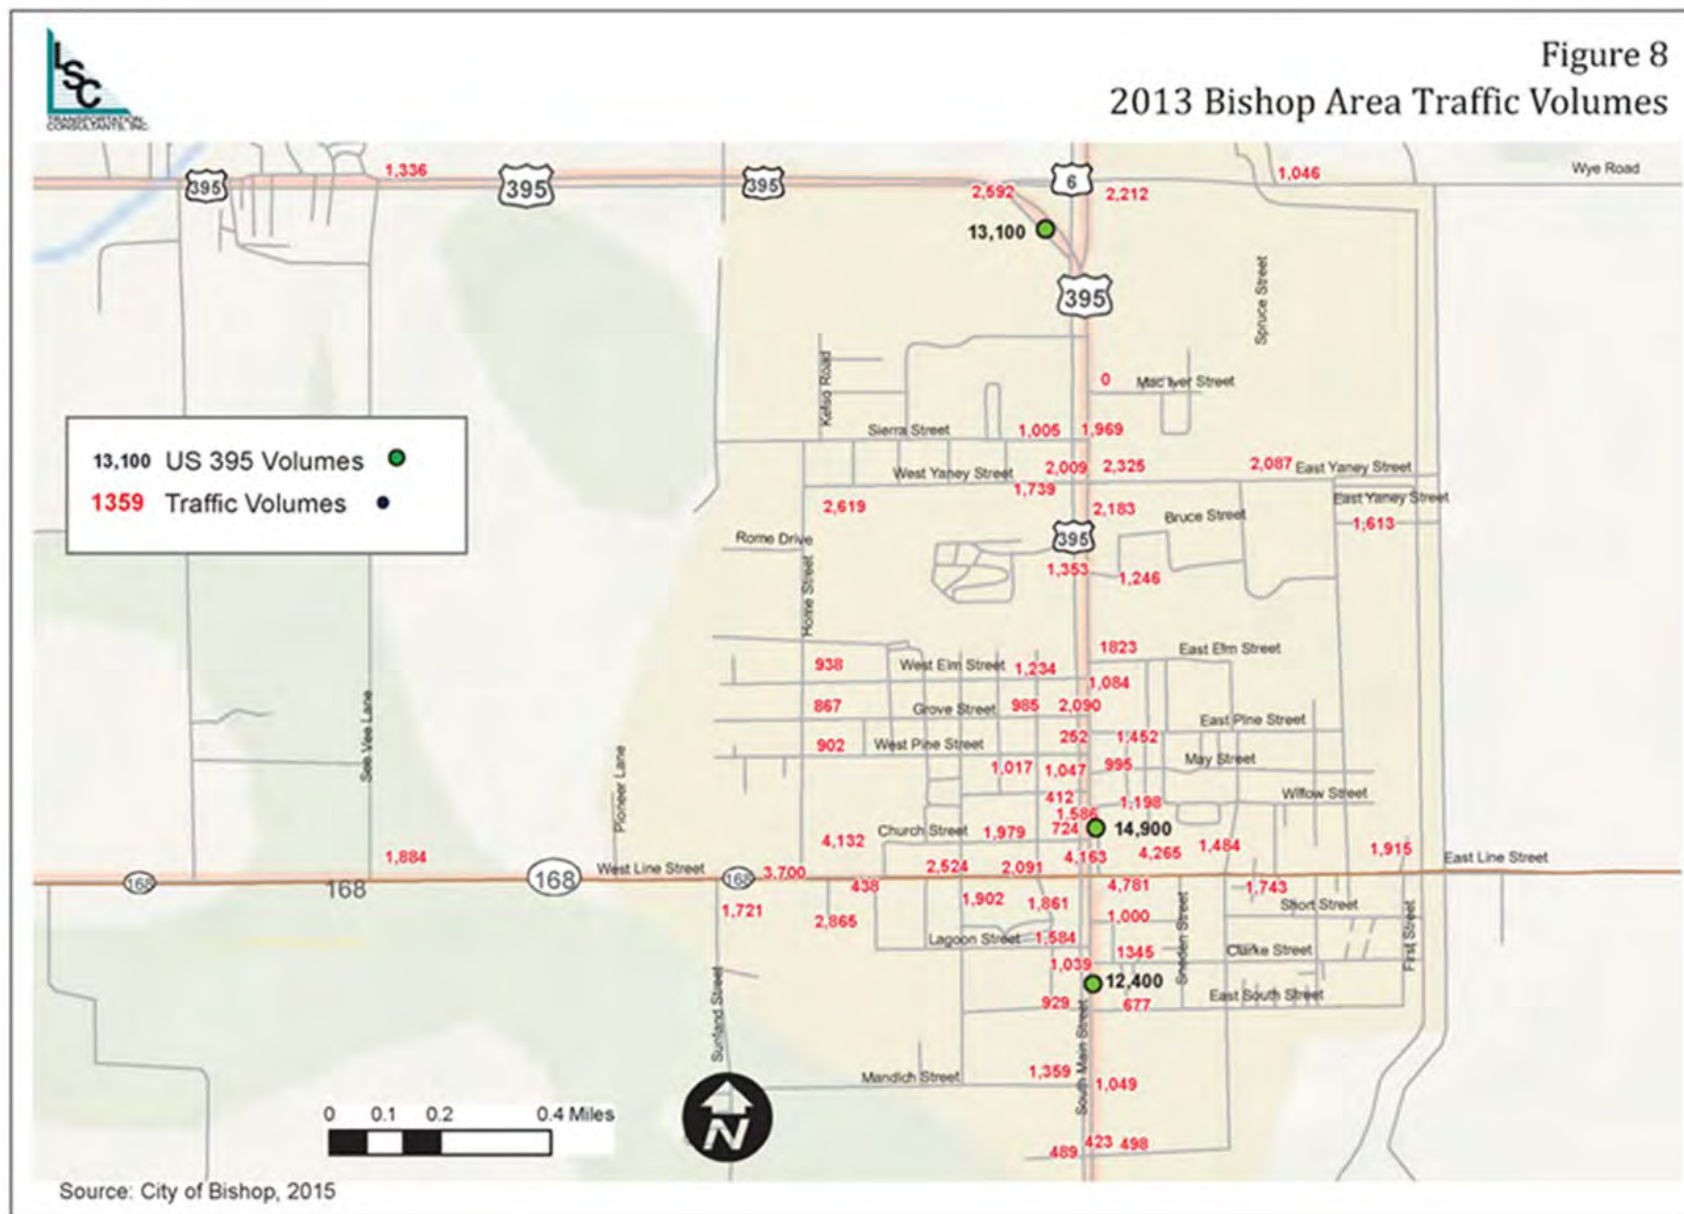 LSC
TRANSPORTATION
CONSULTANTS, INC.
Figure 8
2013 Bishop Area Traffic Volumes
1,336
1,046
Wye Road
395
395
395
2,592
6
2,212
13,100
395
Spruce Street
Kelso Road
0
Mac Iver Street
Sierra Street
1,005
1,969
13,100 US 395 Volumes
1359 Traffic Volumes
West Yaney Street
2,009
2,325
2,087
East Yaney Street
1,739
East Yaney Street
2,619
2,183
Bruce Street
1,613
Rome Drive
395
Home Street
1,353
1,246
1823
East Elm Street
938
West Elm Street
1,234
1,084
867
Grove Street
985
2,090
East Pine Street
See Vee Lane
Pioneer Lane
902
West Pine Street
252
1,452
May Street
1,017
1,047
995
412
1,198
Willow Street
1,586
4,132
Church Street
1,979
724
14,900
1,484
1,915
1,884
West Line Street
3,700
2,524
2,091
4,163
4,265
East Line Street
168
168
168
168
438
4,781
1,743
1,721
2,865
1,902
1,861
1,000
Short Street
Lagoon Street
1,584
1345
Sneden Street
Clarke Street
First Street
1,039
12,400
929
677
East South Street
Sunland Street
South Main Street
Mandich Street
1,359
1,049
N
0 0.1 0.2 0.4 Miles
489
423
498
Source: City of Bishop, 2015